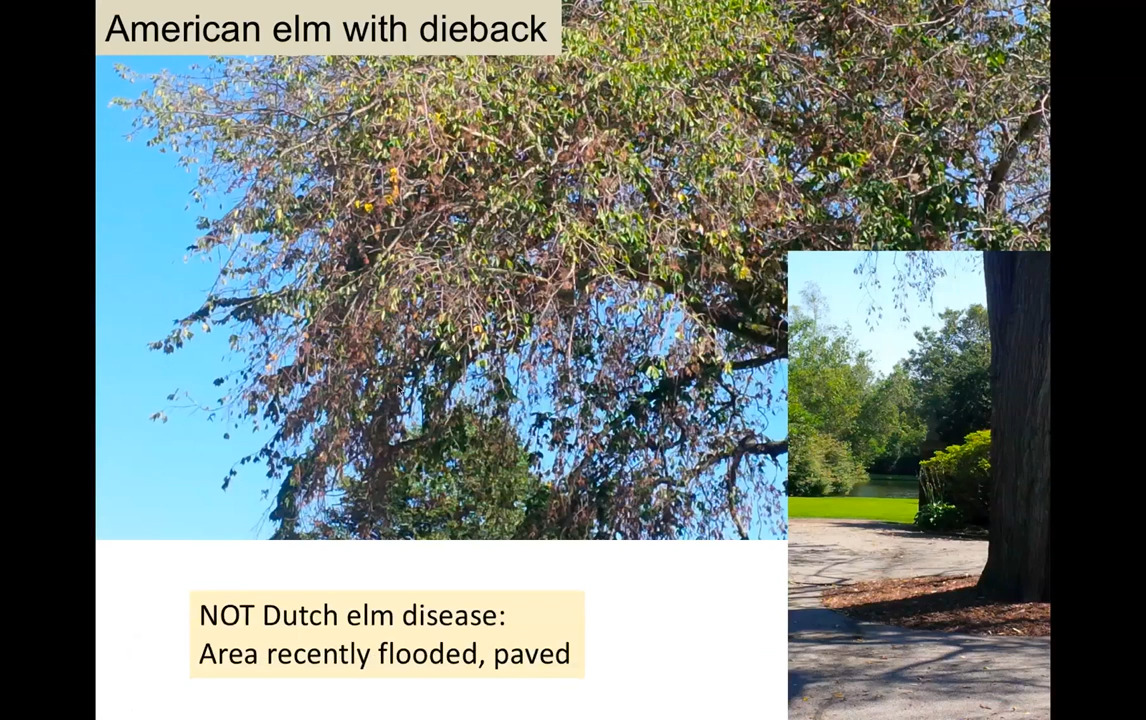 American elm with dieback
NOT Dutch elm disease:
Area recently flooded, paved